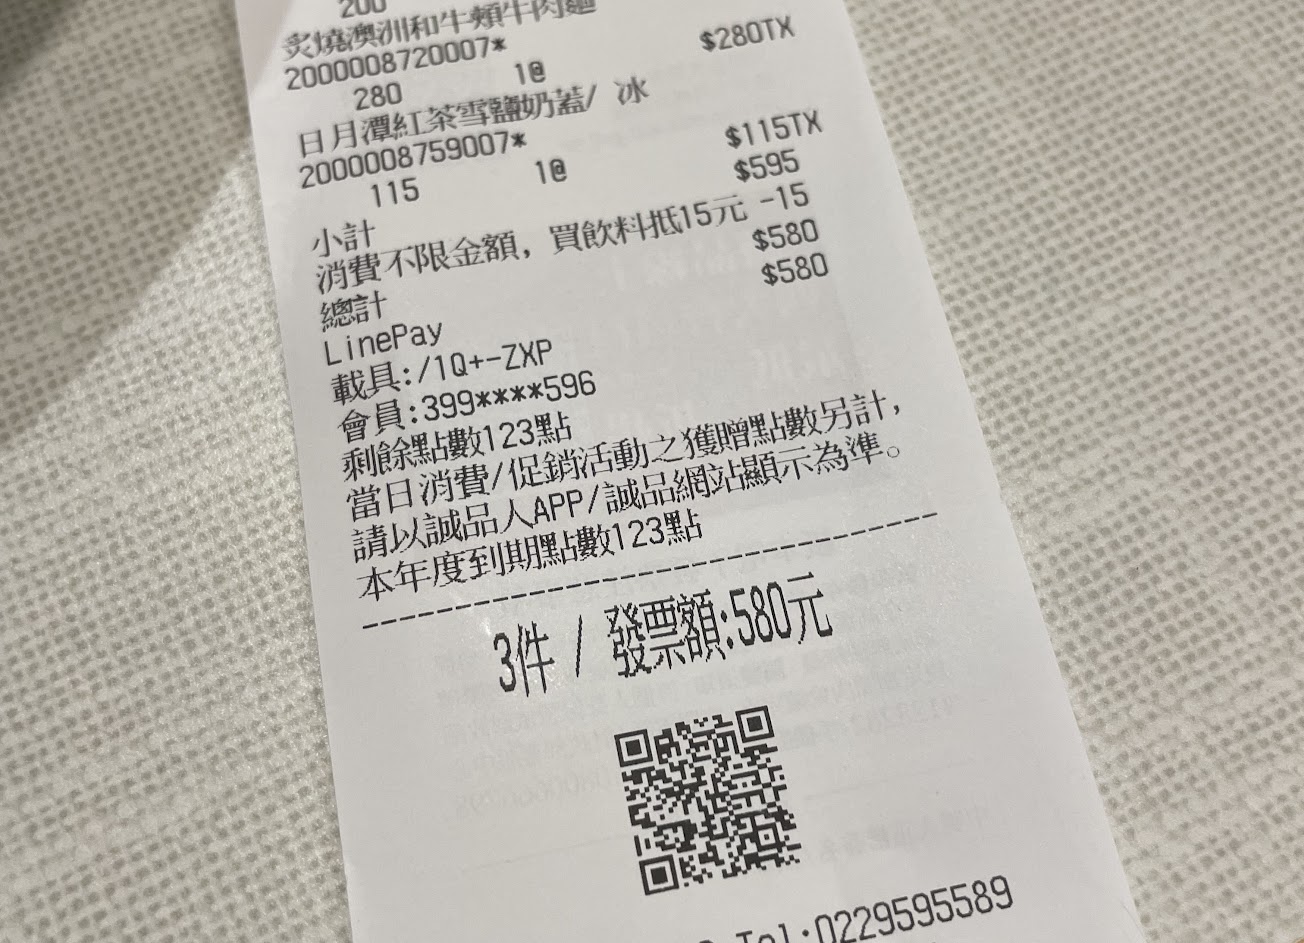 200
炙燒澳洲和牛頰牛肉麵
2000008720007* $280TX
280 1@
日月潭紅茶雪鹽奶蓋/ 冰
2000008759007* $115TX
115 1@ $595
小計
消費不限金額, 買飲料抵15元 -15
總計 $580
LinePay $580
載具:/1Q+-ZXP
會員:399****596
剩餘點數123點
當日消費/促銷活動之獲贈點數另計,
請以誠品人APP/誠品網站顯示為準。
本年度到期點數123點
3件 / 發票額:580元
Tel:0229595589